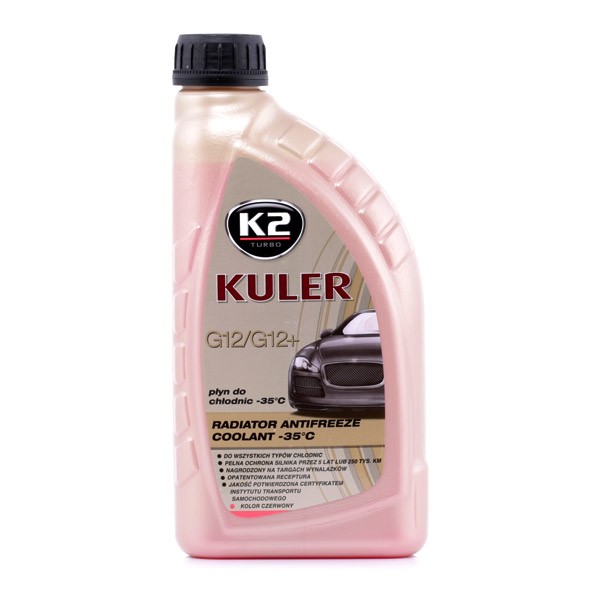 K2
TURBO
KULER
G12/G12+
płyn do
chłodnic -35°C
RADIATOR ANTIFREEZE
COOLANT -35°C
• DO WSZYSTKICH TYPÓW CHŁODNIC
• PEŁNA OCHRONA SILNIKA PRZEZ 5 LAT LUB 250 TYS. KM
• NAGRODZONY NA TARGACH WYNALAZKÓW
• OPATENTOWANA RECEPTURA
• JAKOŚĆ POTWIERDZONA CERTYFIKATEM
INSTYTUTU TRANSPORTU
SAMOCHODOWEGO
• KOLOR CZERWONY